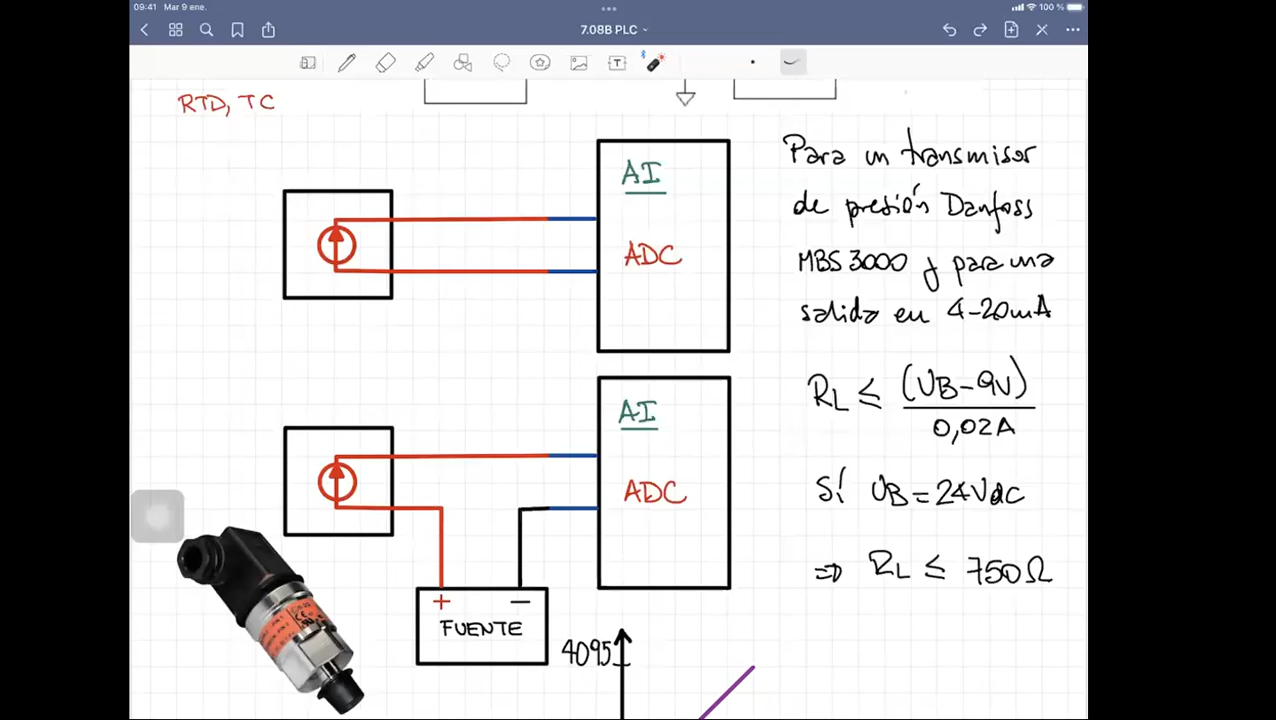 09:41 Mar 9 ene.
100 %
7.08B PLC
RTD, TC
AI
ADC
Para un transmisor
de presión Danfoss
MBS 3000 y para una
salida en 4-20mA
RL ≤ (UB-9V)
0,02A
Si UB = 24Vdc
⇒ RL ≤ 750Ω
AI
ADC
+ −
FUENTE
4095